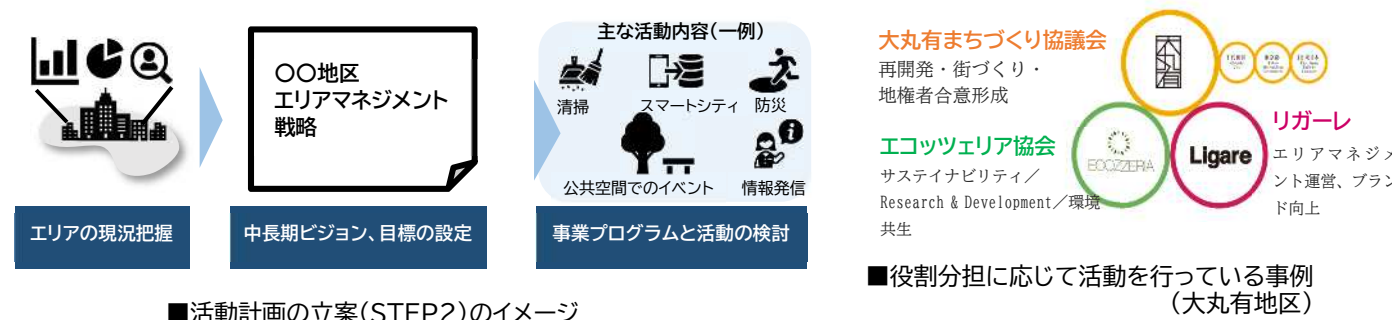 主な活動内容(一例)
〇〇地区
エリアマネジメント
戦略
清掃
スマートシティ
防災
公共空間でのイベント
情報発信
エリアの現況把握
中長期ビジョン、目標の設定
事業プログラムと活動の検討
■活動計画の立案(STEP2)のイメージ
大丸有まちづくり協議会
再開発・街づくり・
地権者合意形成
大丸有
エコッツェリア協会
サステイナビリティ／
Research & Development／環境
共生
ECOZZERIA
Ligare
リガーレ
エリアマネジメ
ント運営、ブラン
ド向上
■役割分担に応じて活動を行っている事例
(大丸有地区)